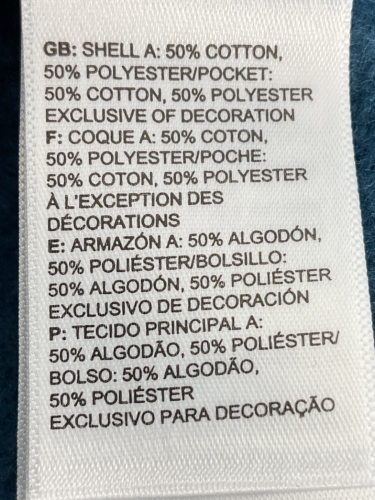 GB: SHELL A: 50% COTTON,
50% POLYESTER/POCKET:
50% COTTON, 50% POLYESTER
EXCLUSIVE OF DECORATION
F: COQUE A: 50% COTON,
50% POLYESTER/POCHE:
50% COTON, 50% POLYESTER
À L'EXCEPTION DES
DÉCORATIONS
E: ARMAZÓN A: 50% ALGODÓN,
50% POLIÉSTER/BOLSILLO:
50% ALGODÓN, 50% POLIÉSTER
EXCLUSIVO DE DECORACIÓN
P: TECIDO PRINCIPAL A:
50% ALGODÃO, 50% POLIÉSTER/
BOLSO: 50% ALGODÃO,
50% POLIÉSTER
EXCLUSIVO PARA DECORAÇÃO